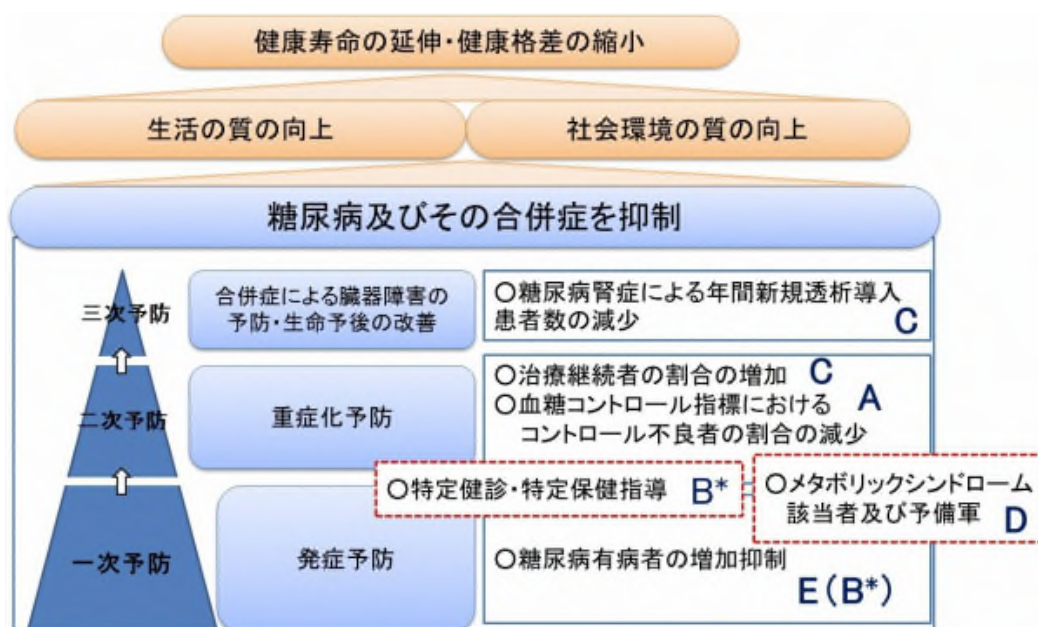 健康寿命の延伸・健康格差の縮小
生活の質の向上
社会環境の質の向上
糖尿病及びその合併症を抑制
三次予防
合併症による臓器障害の
予防・生命予後の改善
○糖尿病腎症による年間新規透析導入
患者数の減少
C
二次予防
重症化予防
○治療継続者の割合の増加 C
○血糖コントロール指標における A
コントロール不良者の割合の減少
○特定健診・特定保健指導 B*
○メタボリックシンドローム
該当者及び予備軍 D
一次予防
発症予防
○糖尿病有病者の増加抑制
E(B*)